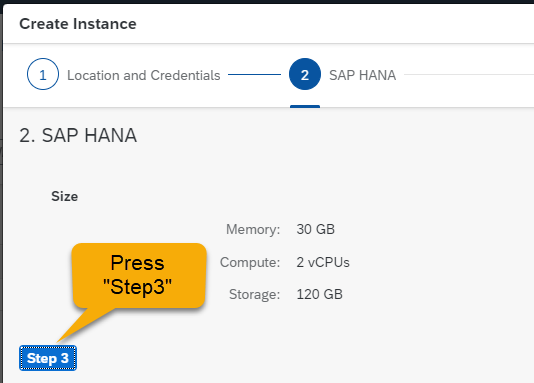 Create Instance
1 Location and Credentials 2 SAP HANA
2. SAP HANA
Size
Memory: 30 GB
Compute: 2 vCPUs
Storage: 120 GB
Press
"Step3"
Step 3